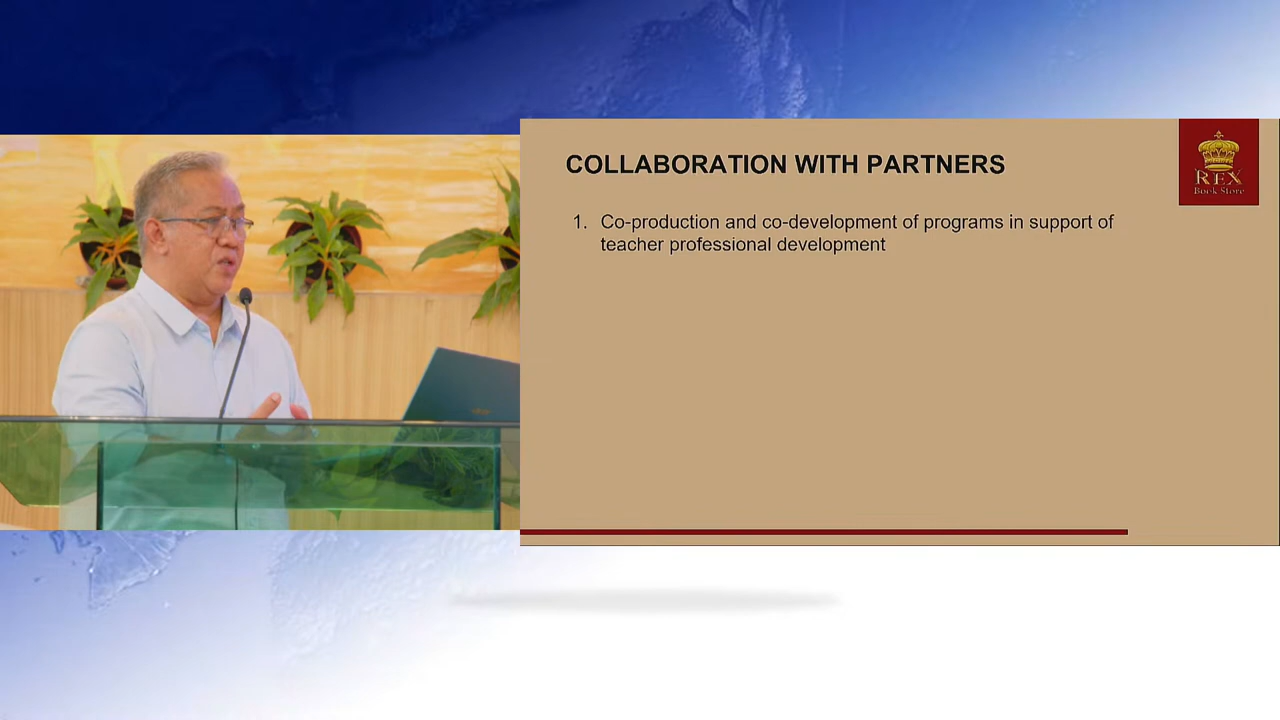 COLLABORATION WITH PARTNERS
REX
Book Store
1. Co-production and co-development of programs in support of
teacher professional development